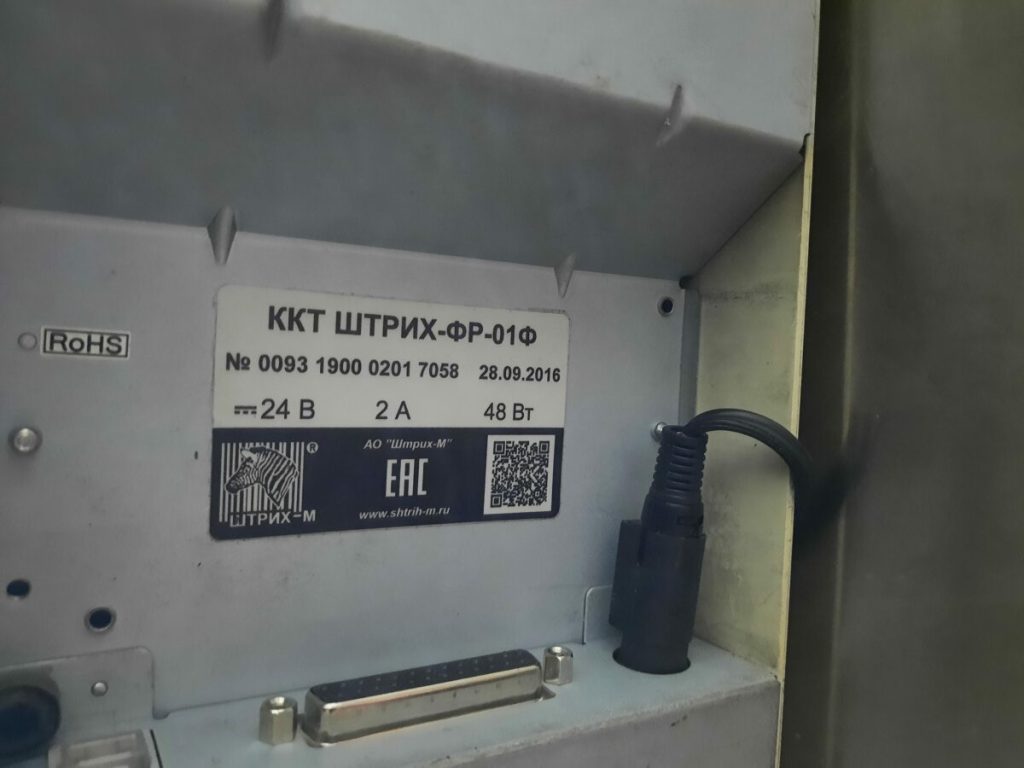 RoHS
ККТ ШТРИХ-ФР-01Ф
№ 0093 1900 0201 7058 28.09.2016
24 В 2 А 48 Вт
АО "Штрих-М"
®
EAC
ШТРИХ-М
www.shtrih-m.ru